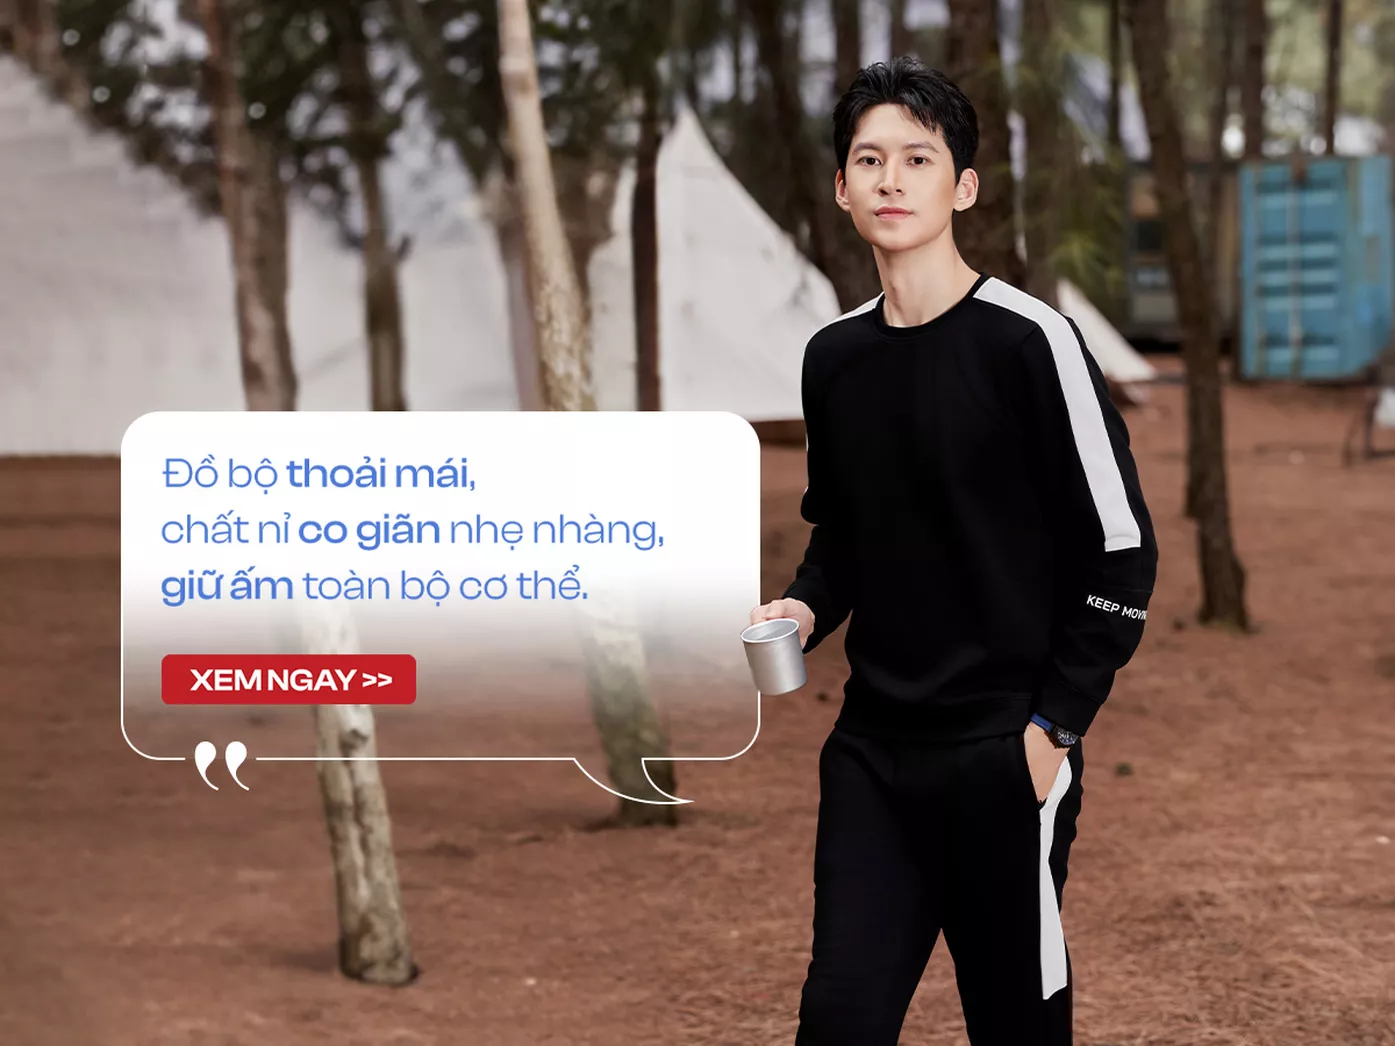 Đồ bộ thoải mái,
chất nỉ co giãn nhẹ nhàng,
giữ ấm toàn bộ cơ thể.
XEM NGAY >>
KEEP